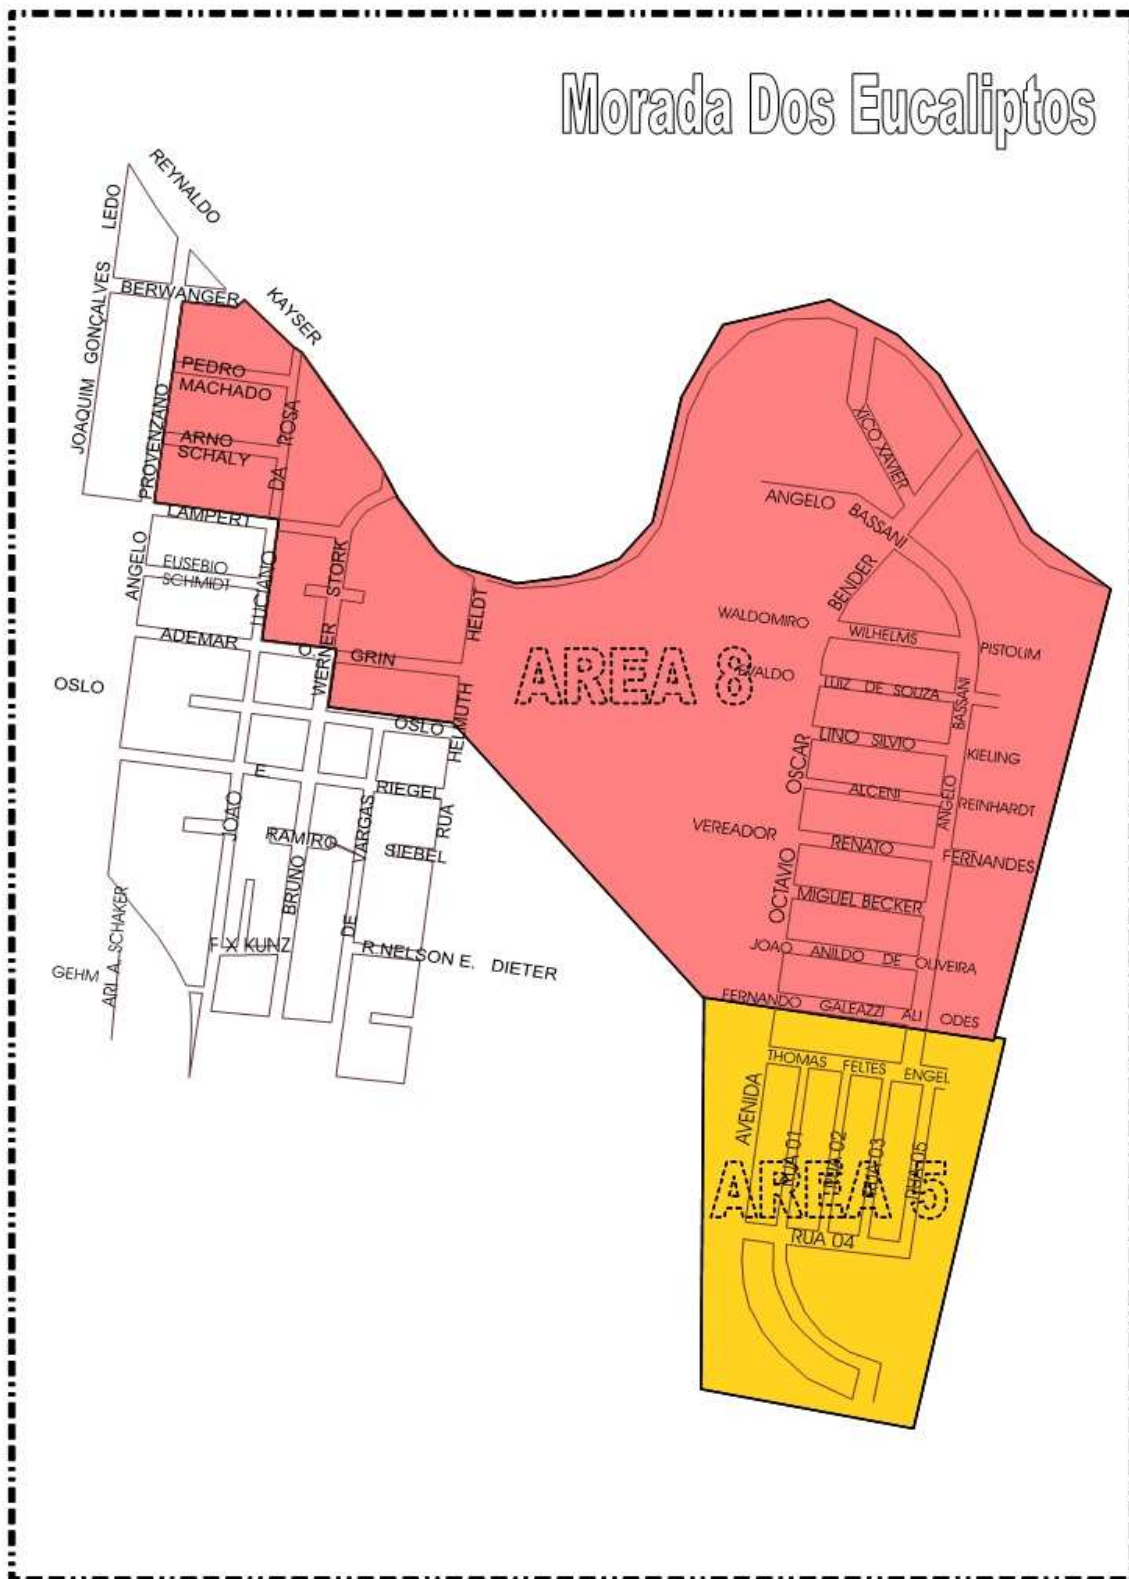 Morada Dos Eucaliptos
REYNALDO
LEDO
BERWANGER
KAYSER
JOAQUIM GONÇALVES
PEDRO
MACHADO
PROVENZANO
ROSA
ARNO
SCHALY
DA
LAMPERT
ANGELO
EUSEBIO
SCHMIDT
LUCIANO
STORK
ADEMAR
O.
WERNER
GRIN
HELDT
OSLO
OSLO
HELMUTH
E.
RIEGEL
JOAO
RAMIRO
VARGAS
SIEBEL
RUA
BRUNO
DE
ARI A. SCHAKER
F X KUNZ
R.NELSON E. DIETER
GEHM
XICO XAVIER
ANGELO BASSANI
BENDER
WALDOMIRO
WILHELMS
PISTOLIM
AREA 8
LUIZ DE SOUZA
BASSANI
OSCAR
LINO SILVIO
KIELING
ALCENI
ANGELO
REINHARDT
VEREADOR
RENATO
FERNANDES
OCTAVIO
MIGUEL BECKER
JOAO ANILDO DE OLIVEIRA
FERNANDO GALEAZZI ALI ODES
THOMAS FELTES ENGEL
AVENIDA
RUA 01
RUA 02
RUA 03
RUA 05
AREA 5
RUA 04